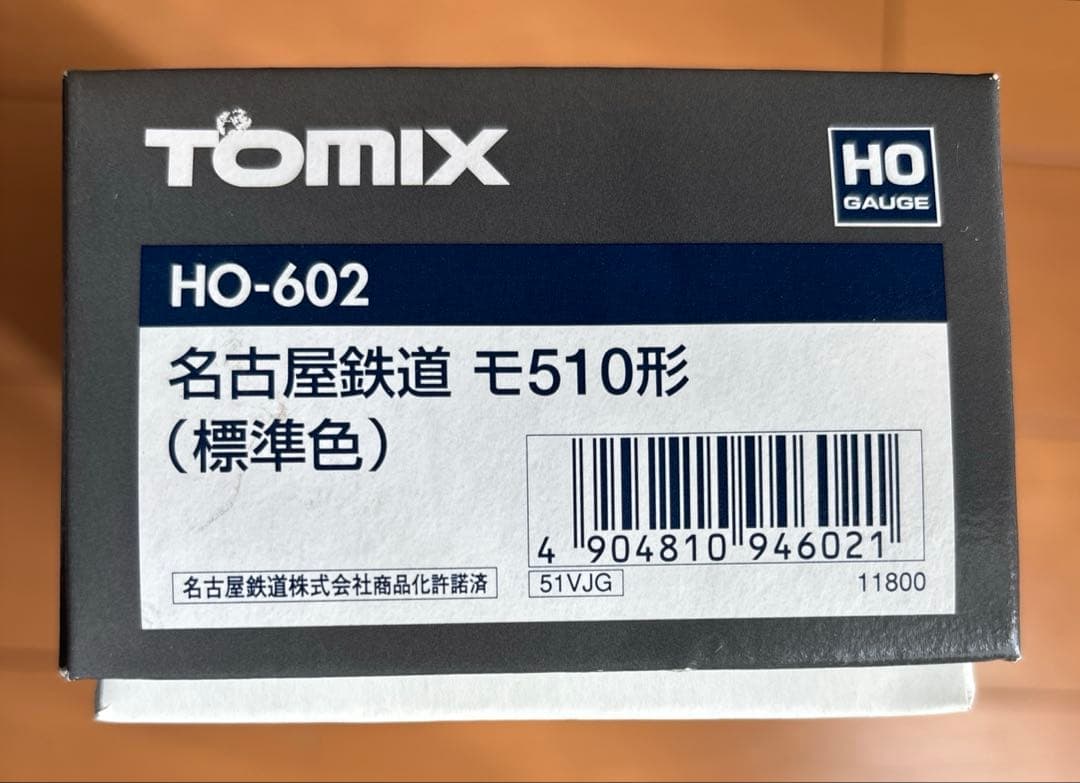 TOMIX
HO
GAUGE
HO-602
名古屋鉄道 モ510形
（標準色）
4 904810 946021
名古屋鉄道株式会社商品化許諾済
51VJG
11800